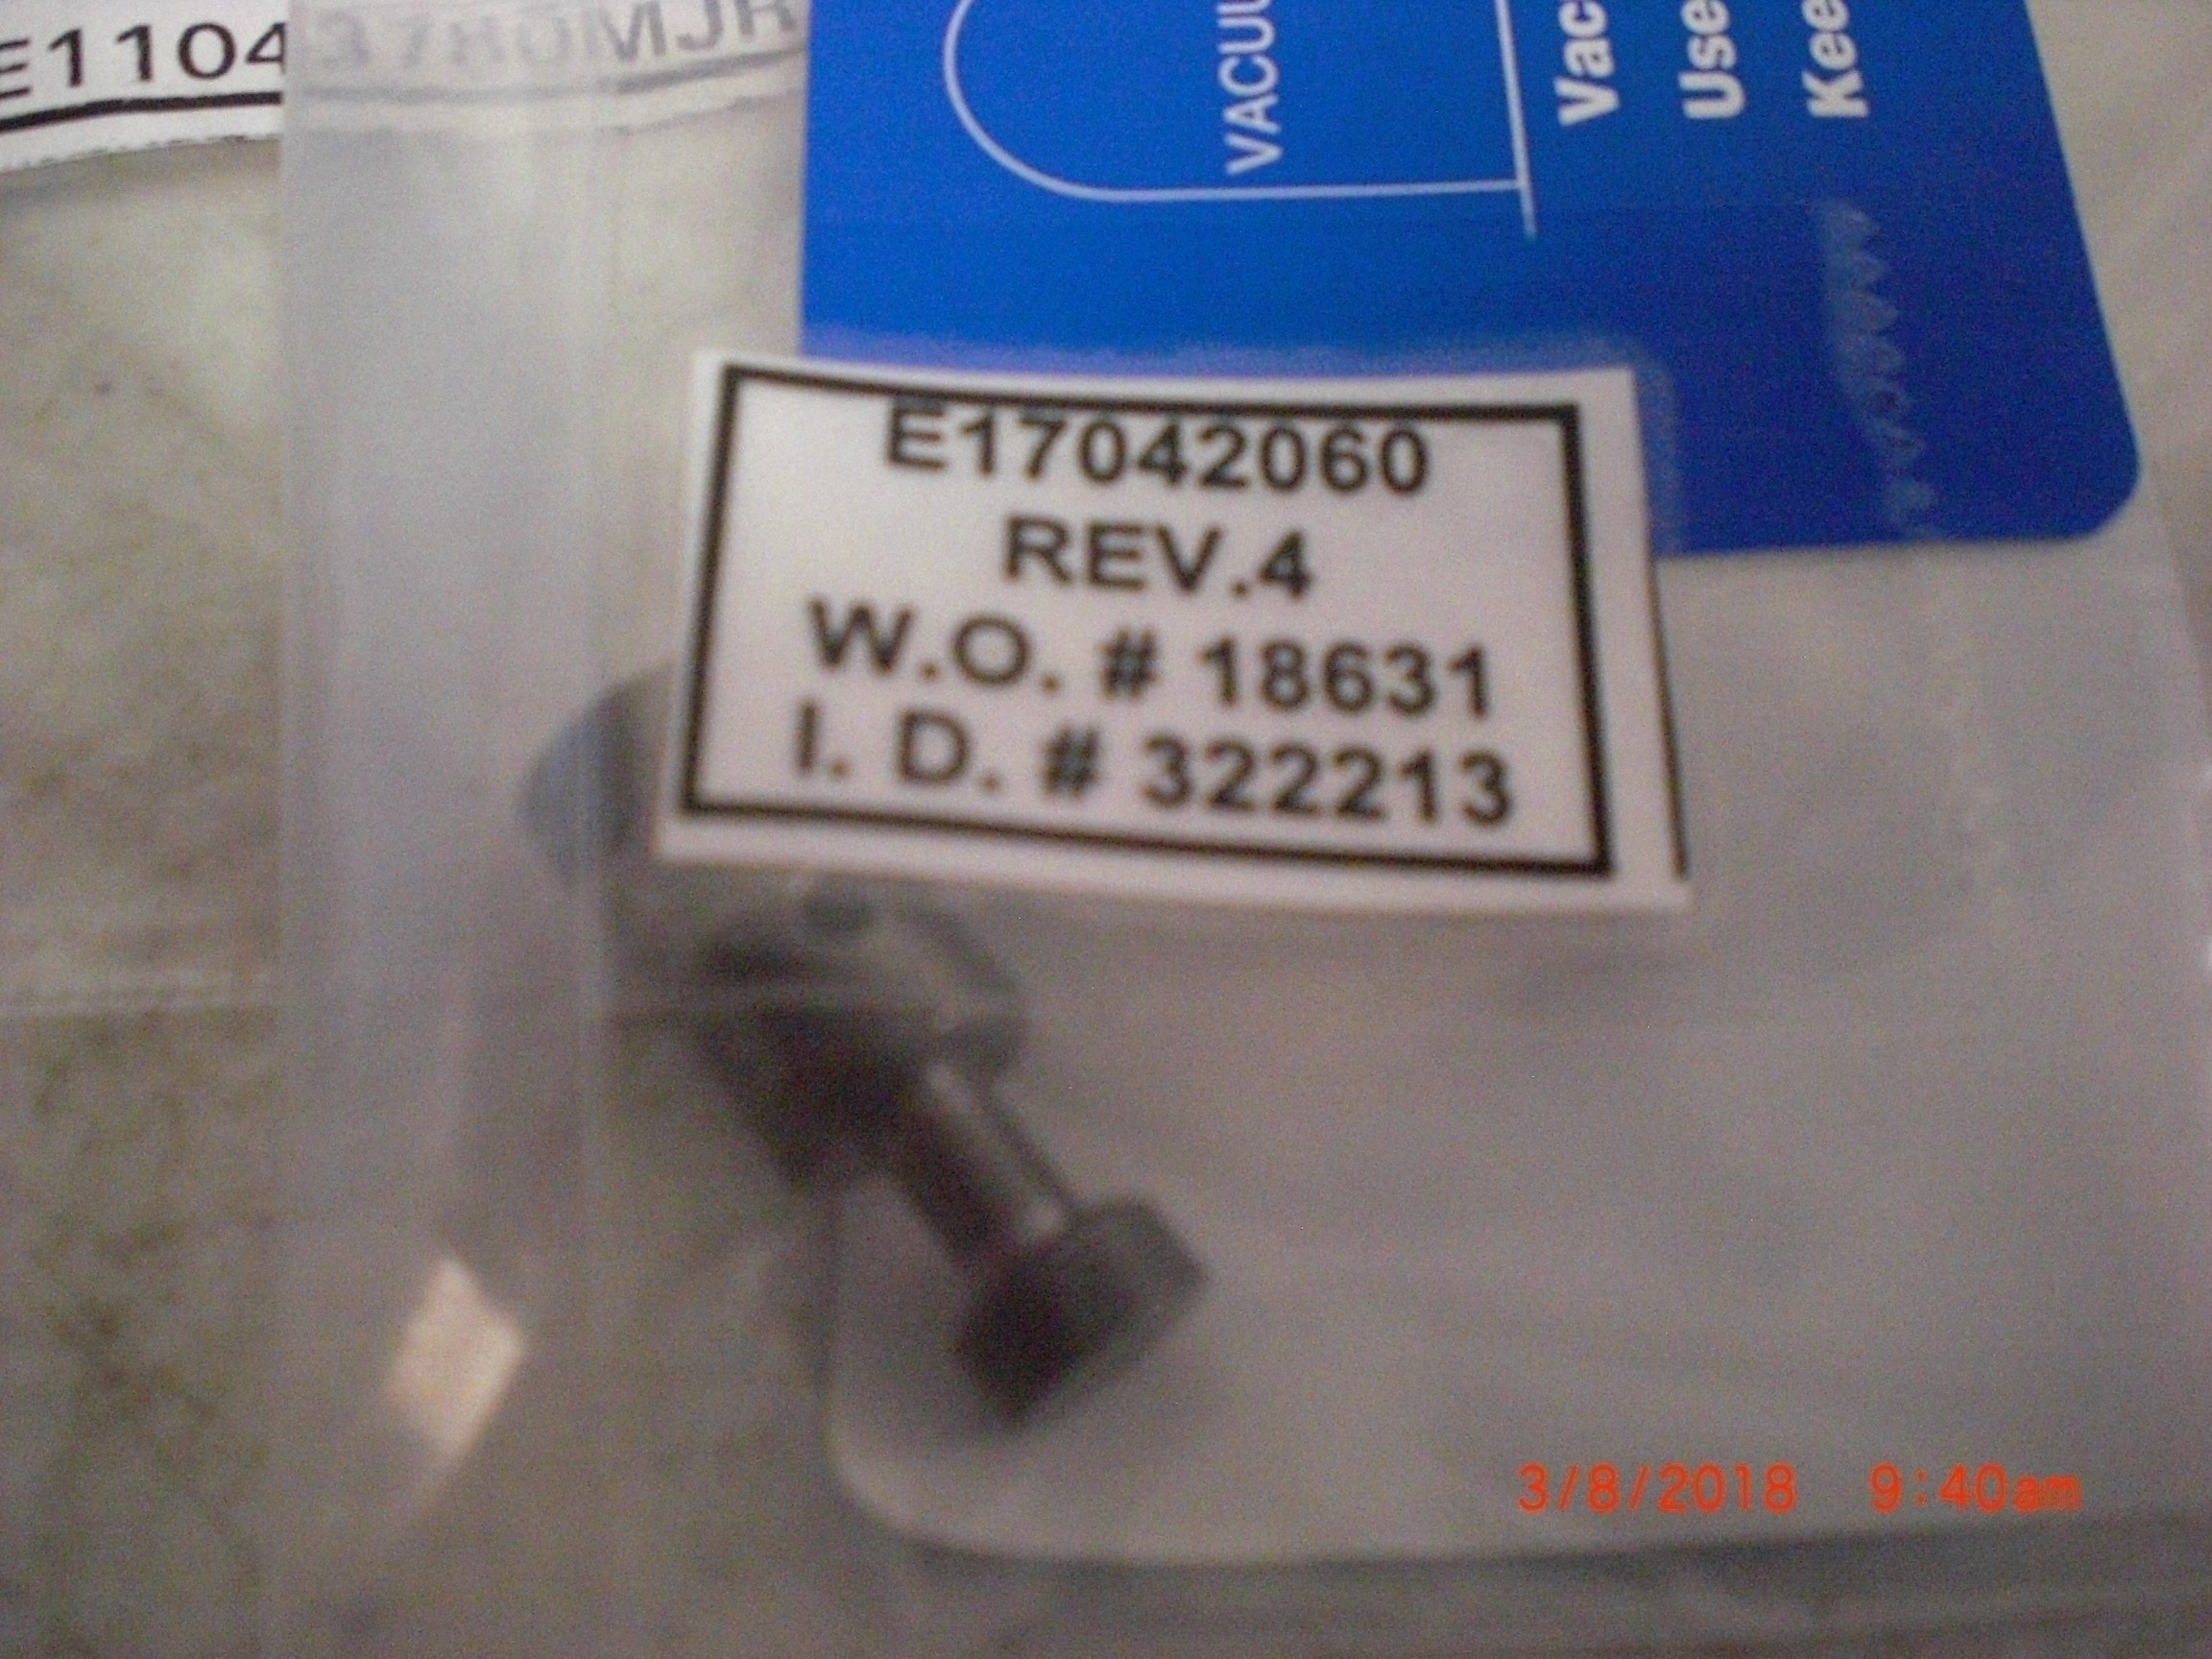 E1104
VACUU
Vac
Use
Kee
E17042060
REV.4
W.O. # 18631
I. D. # 322213
3/8/2018 9:40am